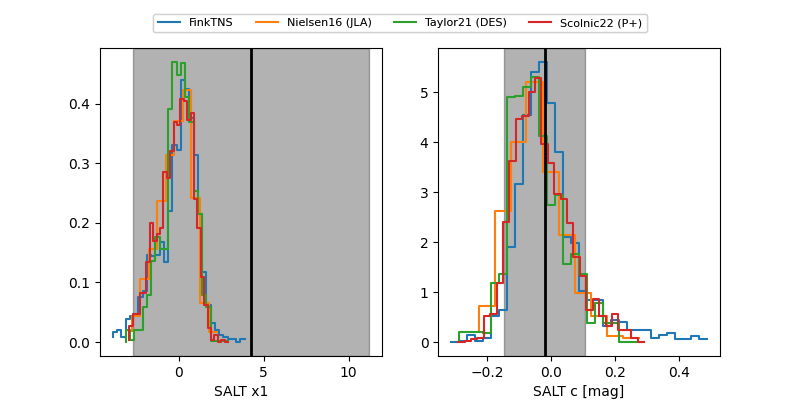 FinkTNS Nielsen16 (JLA) Taylor21 (DES) Scolnic22 (P+)
0.4
0.3
0.2
0.1
0.0
0 5 10
SALT x1
5
4
3
2
1
0
−0.2 0.0 0.2 0.4
SALT c [mag]